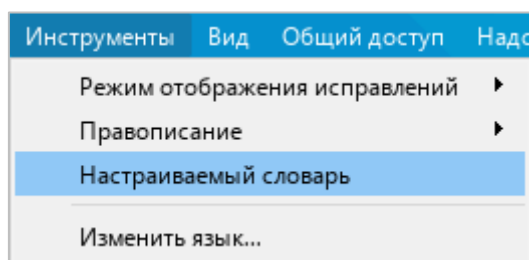 Инструменты Вид Общий доступ
Режим отображения исправлений
Правописание
Настраиваемый словарь
Изменить язык...